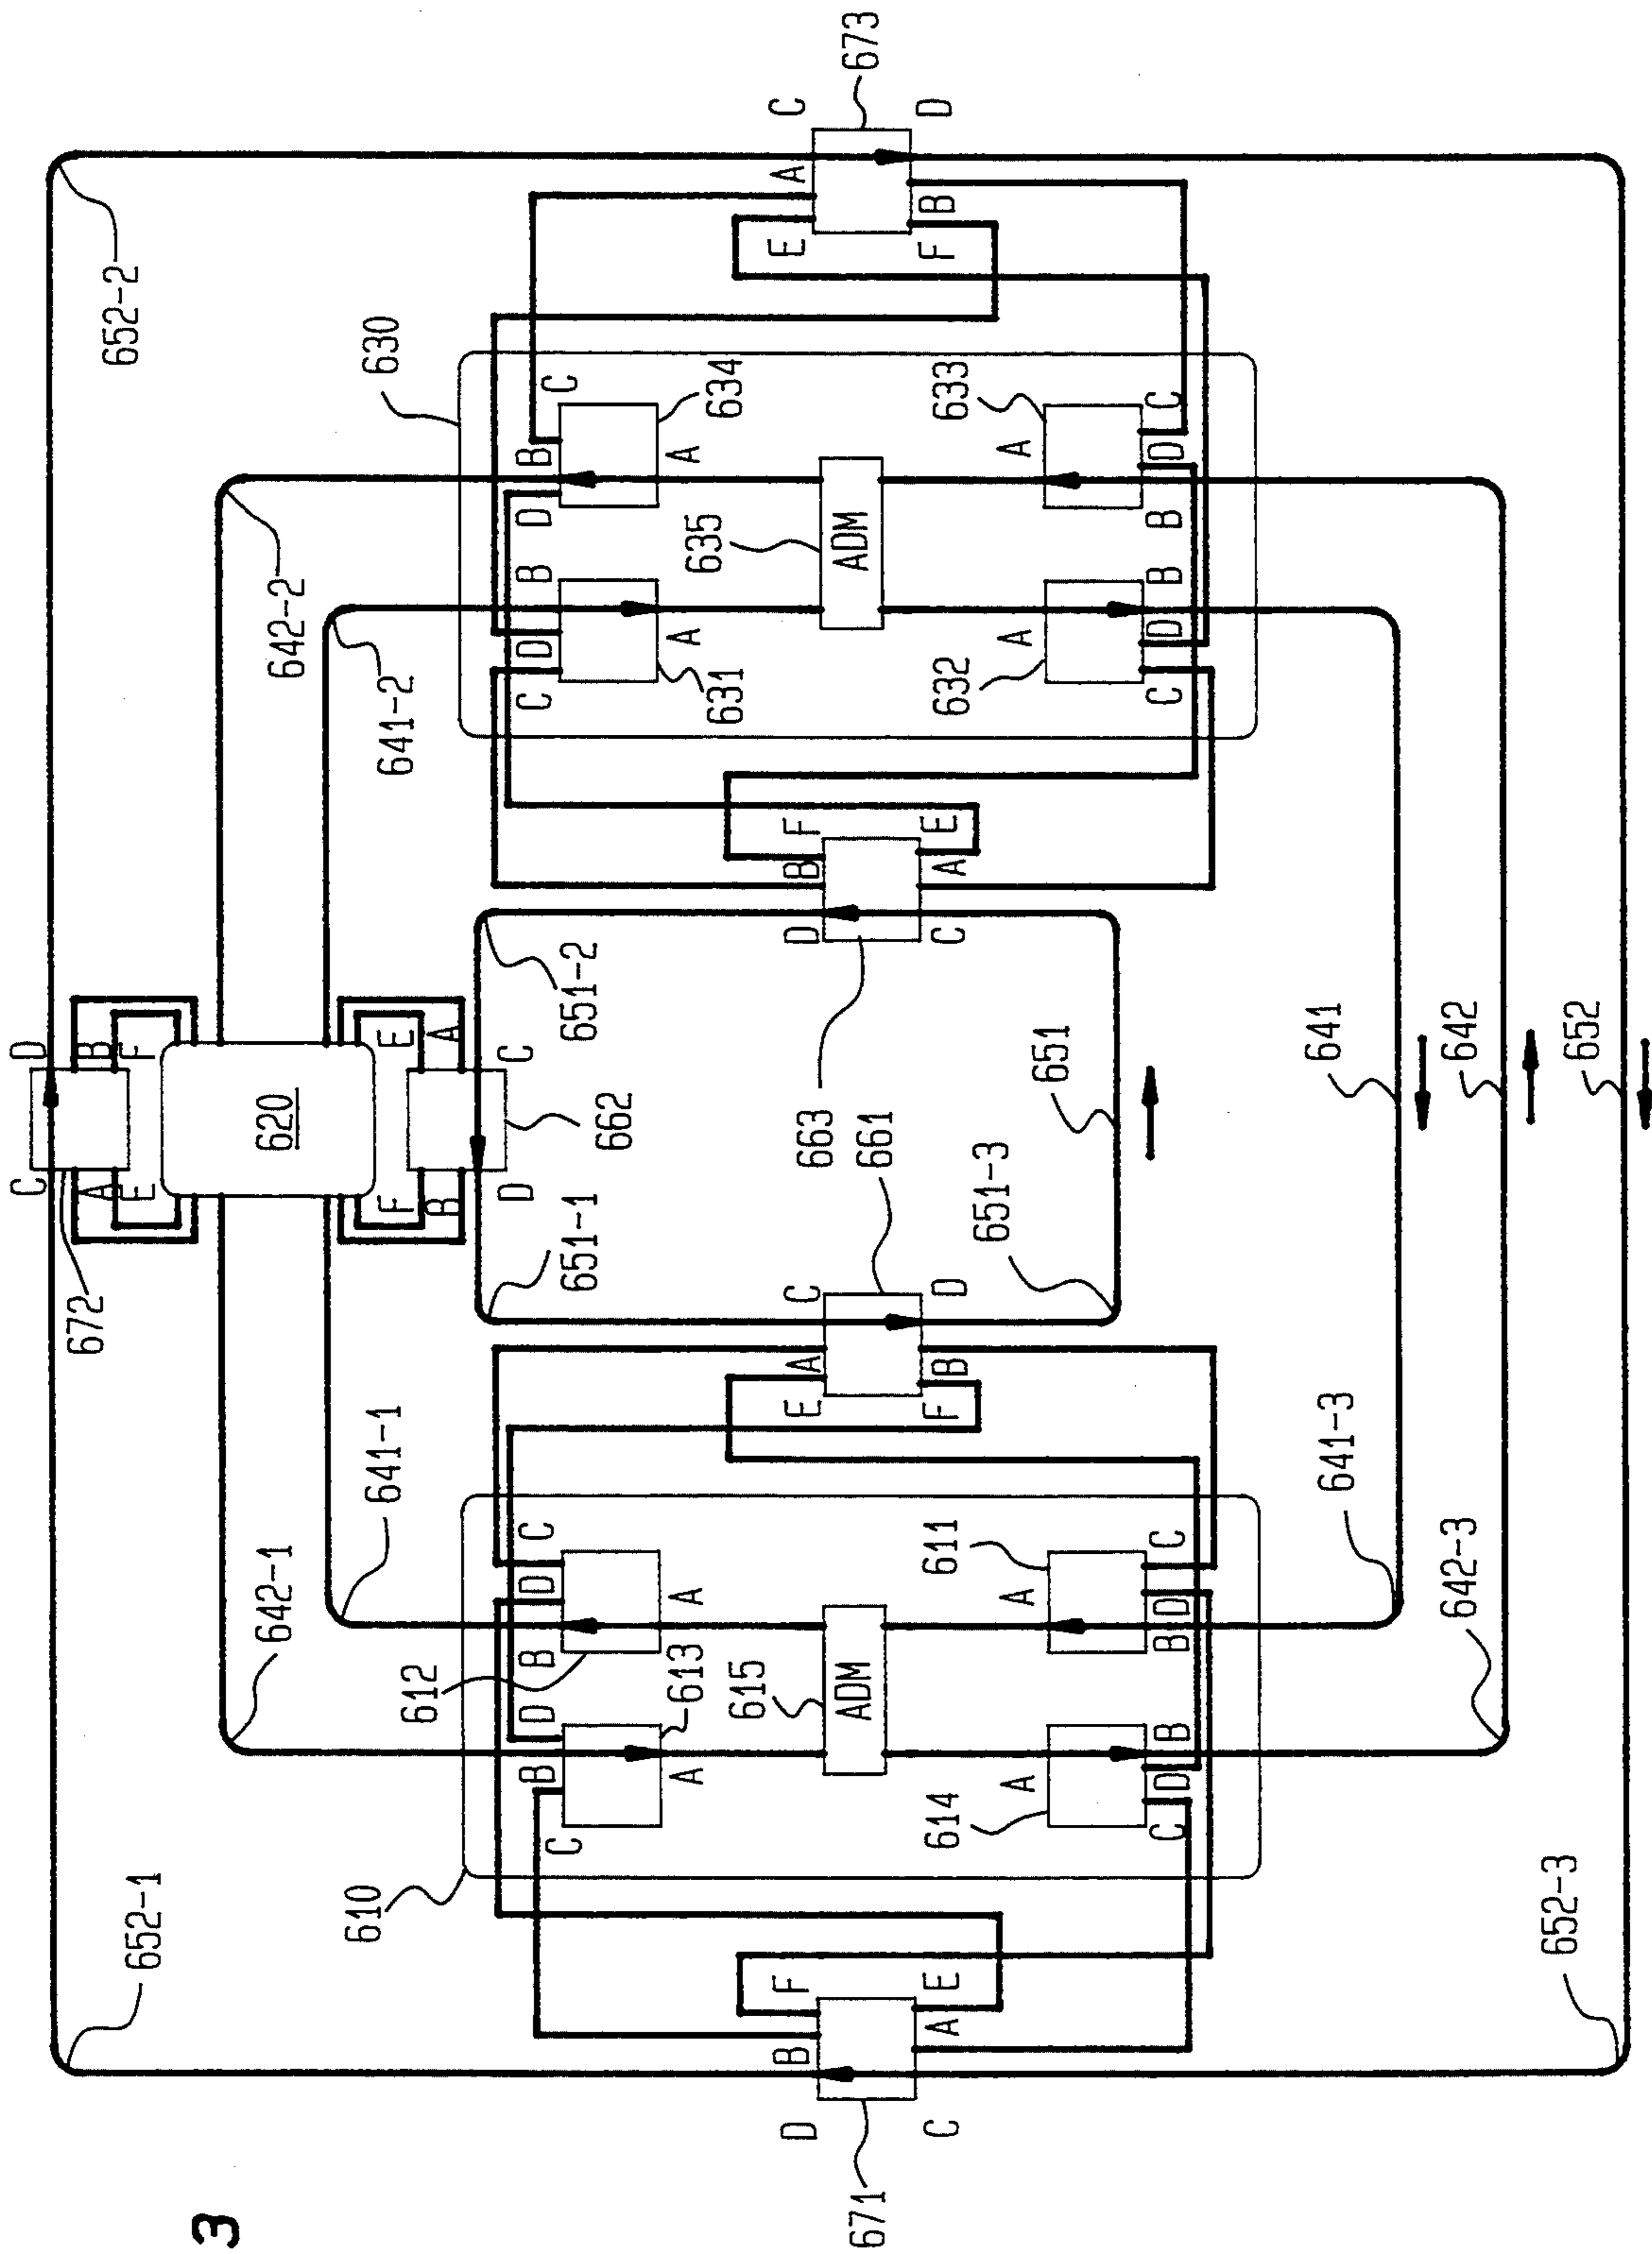 3
652-1
652-2
672
C
D
A
B
E
F
620
F
E
B
A
D
C
662
642-1
641-1
642-2
641-2
651-1
651-2
610
612
B
D
C
D
B
C
A
A
613
615
ADM
614
A
A
611
C
D
B
B
D
C
671
D
B
F
C
A
E
661
C
A
E
D
B
F
663
D
B
F
C
A
E
651-3
651
630
C
D
B
D
B
C
631
A
A
634
635
ADM
632
A
A
633
C
D
B
B
D
C
673
C
A
E
D
B
F
641-3
641
642-3
642
652-3
652